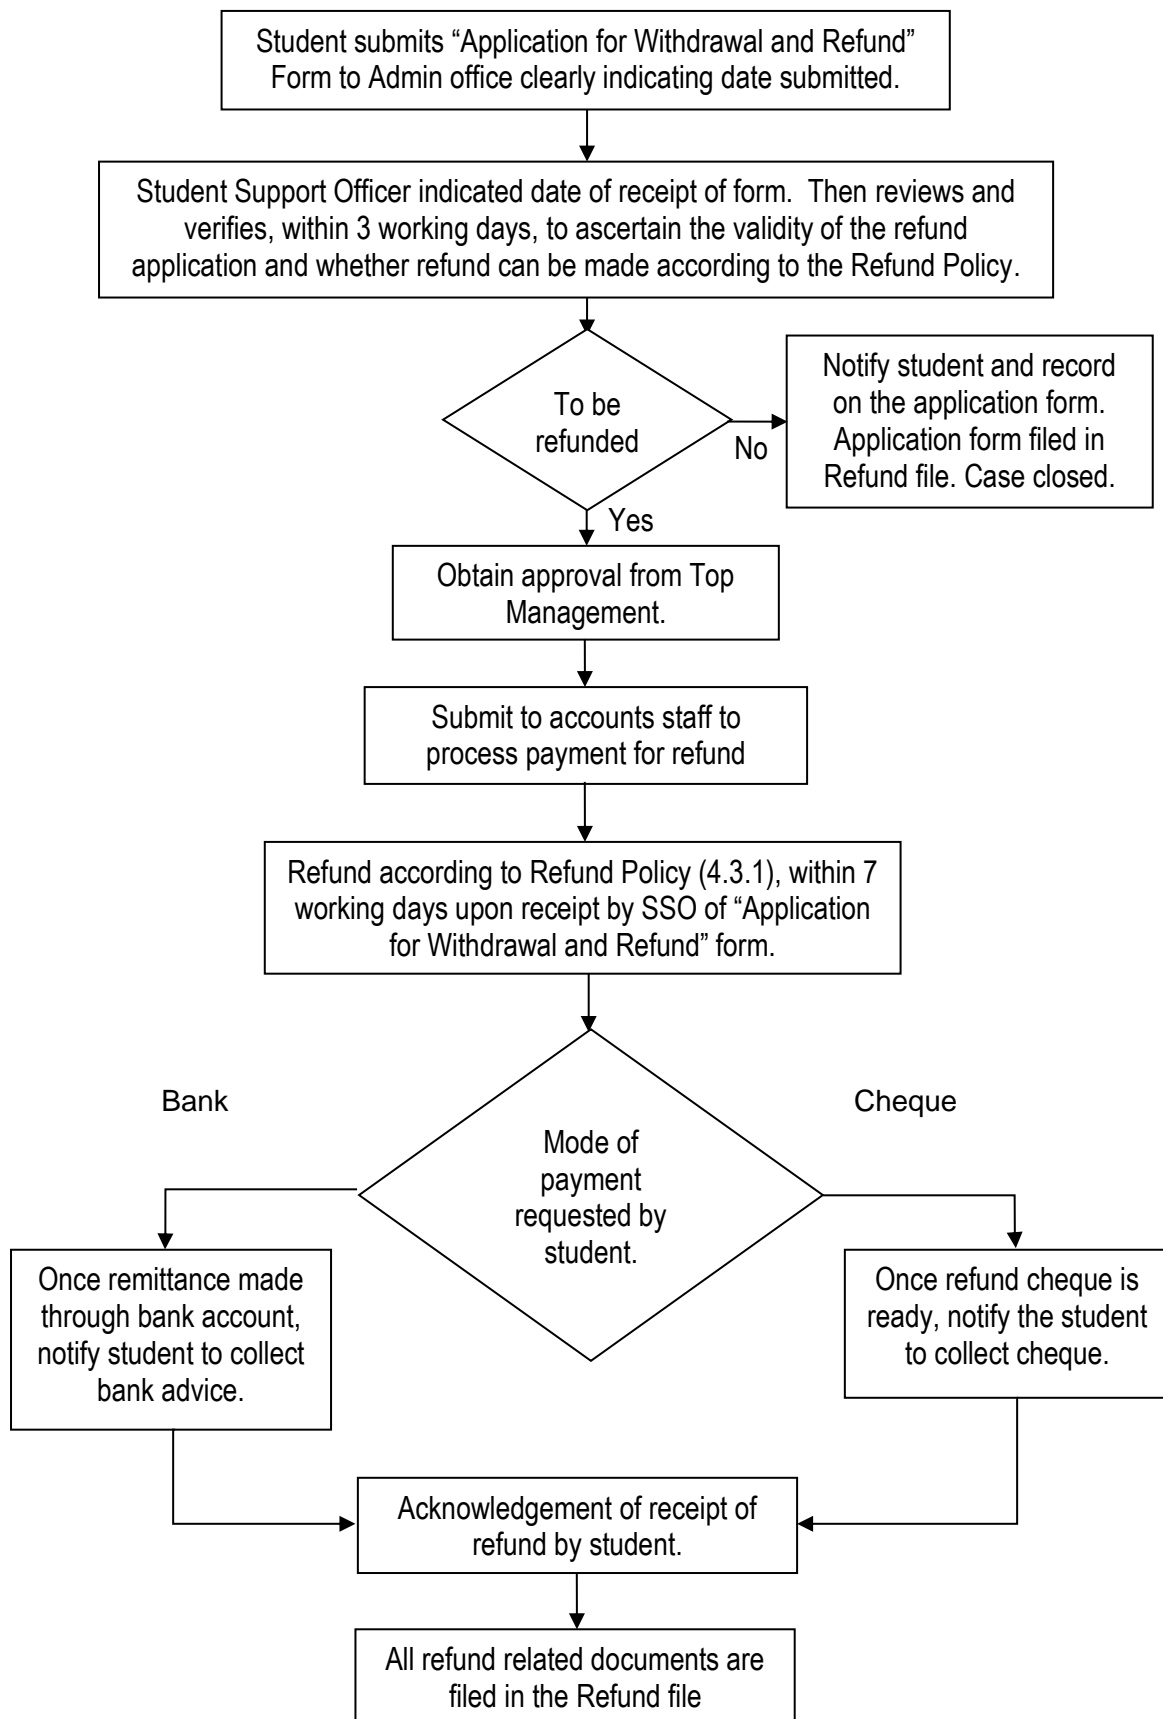 Student submits “Application for Withdrawal and Refund”
Form to Admin office clearly indicating date submitted.
Student Support Officer indicated date of receipt of form.  Then reviews and
verifies, within 3 working days, to ascertain the validity of the refund
application and whether refund can be made according to the Refund Policy.
To be
refunded
No
Notify student and record
on the application form.
Application form filed in
Refund file. Case closed.
Yes
Obtain approval from Top
Management.
Submit to accounts staff to
process payment for refund
Refund according to Refund Policy (4.3.1), within 7
working days upon receipt by SSO of “Application
for Withdrawal and Refund” form.
Bank
Cheque
Mode of
payment
requested by
student.
Once remittance made
through bank account,
notify student to collect
bank advice.
Once refund cheque is
ready, notify the student
to collect cheque.
Acknowledgement of receipt of
refund by student.
All refund related documents are
filed in the Refund file